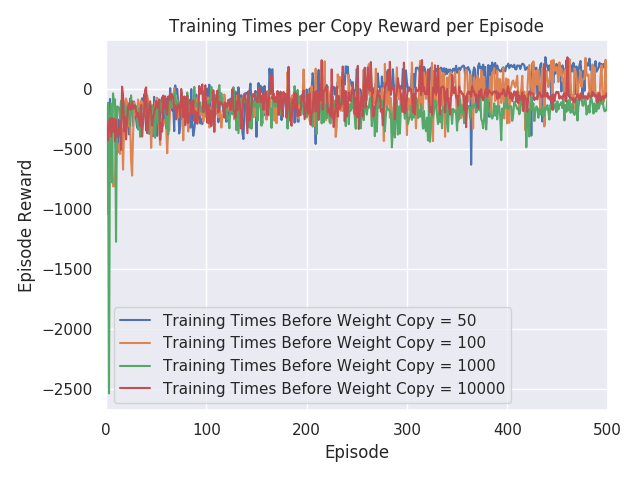 Training Times per Copy Reward per Episode
Episode Reward
0
−500
−1000
−1500
−2000
−2500
Training Times Before Weight Copy = 50
Training Times Before Weight Copy = 100
Training Times Before Weight Copy = 1000
Training Times Before Weight Copy = 10000
0 100 200 300 400 500
Episode